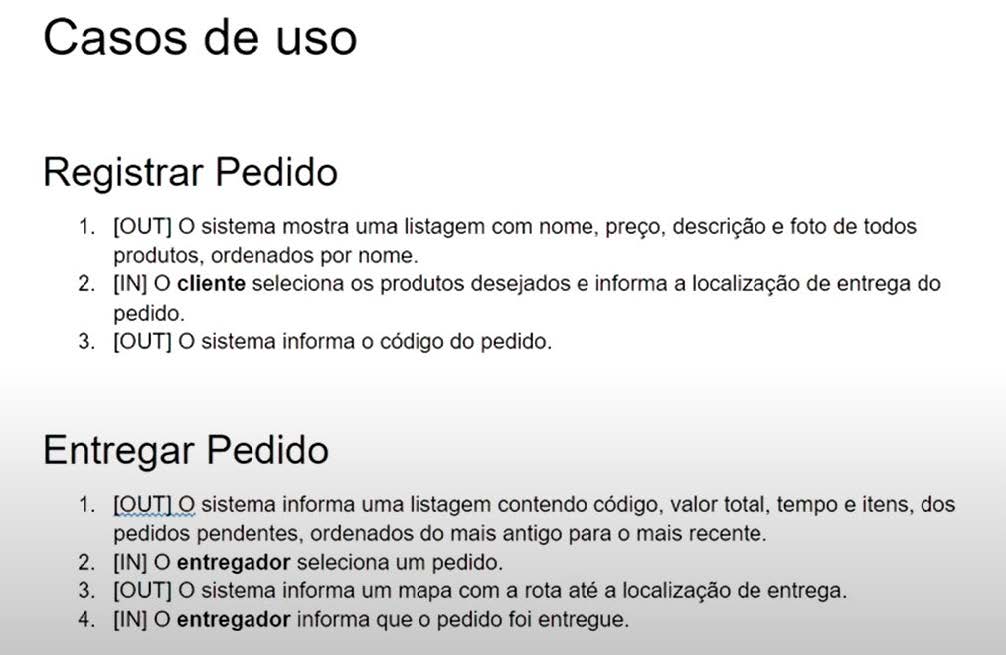 Casos de uso
Registrar Pedido
1. [OUT] O sistema mostra uma listagem com nome, preço, descrição e foto de todos
produtos, ordenados por nome.
2. [IN] O cliente seleciona os produtos desejados e informa a localização de entrega do
pedido.
3. [OUT] O sistema informa o código do pedido.
Entregar Pedido
1. [OUT] O sistema informa uma listagem contendo código, valor total, tempo e itens, dos
pedidos pendentes, ordenados do mais antigo para o mais recente.
2. [IN] O entregador seleciona um pedido.
3. [OUT] O sistema informa um mapa com a rota até a localização de entrega.
4. [IN] O entregador informa que o pedido foi entregue.